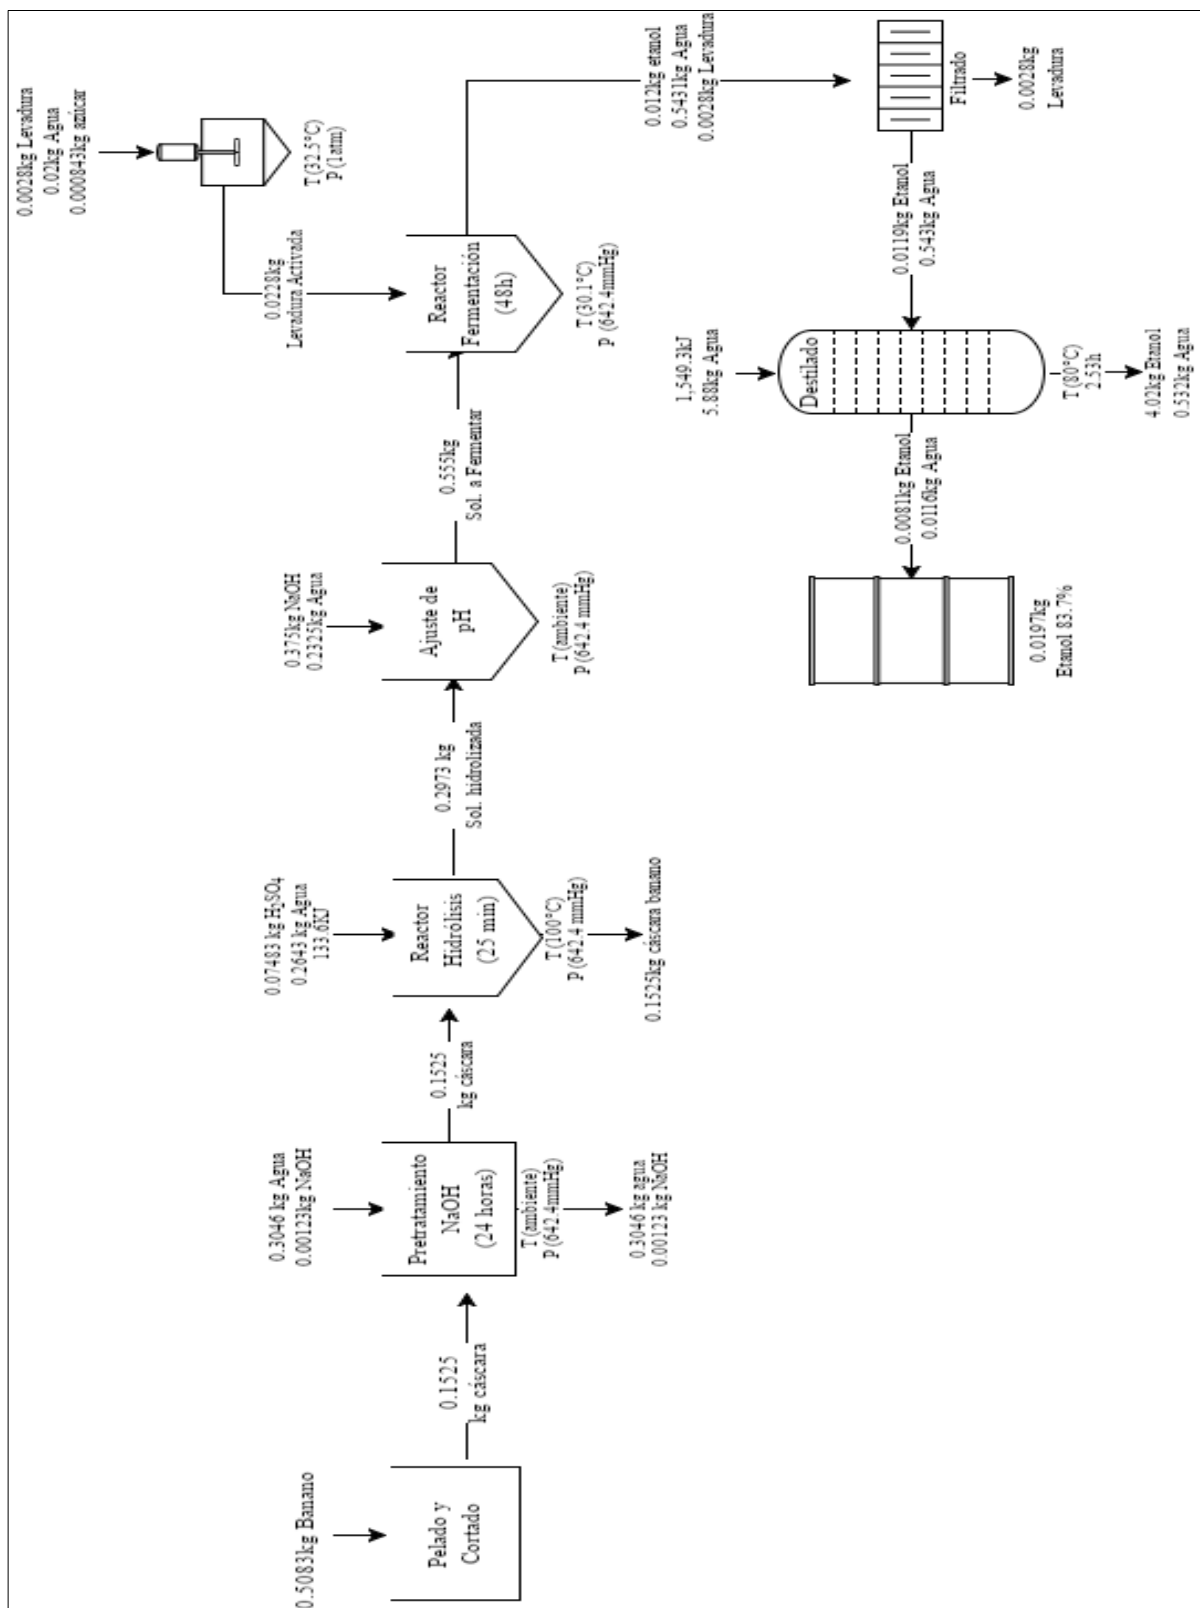 0.5083kg Banano
Pelado y
Cortado
0.1525
kg cáscara
0.3046 kg Agua
0.00123kg NaOH
Pretratamiento
NaOH
(24 horas)
T (ambiente)
P (642.4mmHg)
0.3046 kg agua
0.00123 kg NaOH
0.1525
kg cáscara
0.07483 kg H₂SO₄
0.2643 kg Agua
133.6KJ
Reactor
Hidrólisis
(25 min)
T (100°C)
P (642.4 mmHg)
0.1525kg cáscara banano
0.2973 kg
Sol. hidrolizada
0.375kg NaOH
0.2325kg Agua
Ajuste de
pH
T (ambiente)
P (642.4 mmHg)
0.555kg
Sol. a Fermentar
0.0028kg Levadura
0.02kg Agua
0.000843kg azúcar
T (32.5°C)
P (1atm)
0.0228kg
Levadura Activada
Reactor
Fermentación
(48h)
T (30.1°C)
P (642.4mmHg)
0.012kg etanol
0.5431kg Agua
0.0028kg Levadura
Filtrado
0.0028kg
Levadura
0.0119kg Etanol
0.543kg Agua
1,549.3kJ
5.88kg Agua
Destilado
T (80°C)
2.53h
4.02kg Etanol
0.532kg Agua
0.0081kg Etanol
0.0116kg Agua
0.0197kg
Etanol 83.7%